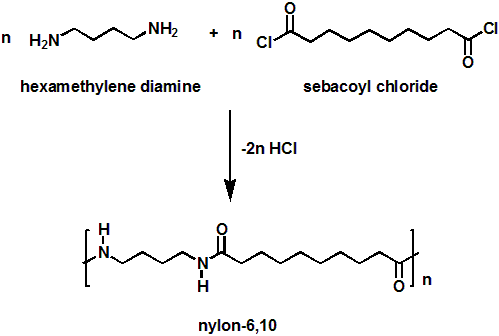 n H₂N NH₂ + n Cl O Cl O
hexamethylene diamine sebacoyl chloride
-2n HCl
H N N H O O n
nylon-6,10